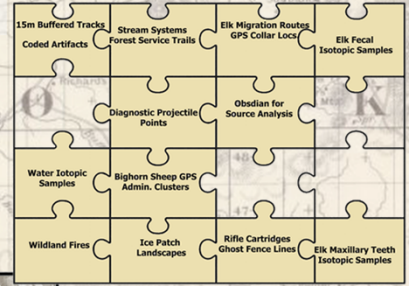 15m Buffered Tracks
Coded Artifacts
Stream Systems
Forest Service Trails
Elk Migration Routes
GPS Collar Locs.
Elk Fecal
Isotopic Samples
Diagnostic Projectile
Points
Obsdian for
Source Analysis
Water Iotopic
Samples
Bighorn Sheep GPS
Admin. Clusters
Wildland Fires
Ice Patch
Landscapes
Rifle Cartridges
Ghost Fence Lines
Elk Maxillary Teeth
Isotopic Samples
O
K